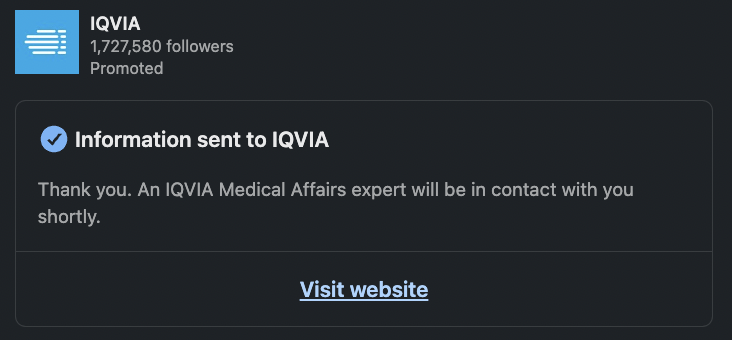 IQVIA
1,727,580 followers
Promoted
Information sent to IQVIA
Thank you. An IQVIA Medical Affairs expert will be in contact with you
shortly.
Visit website